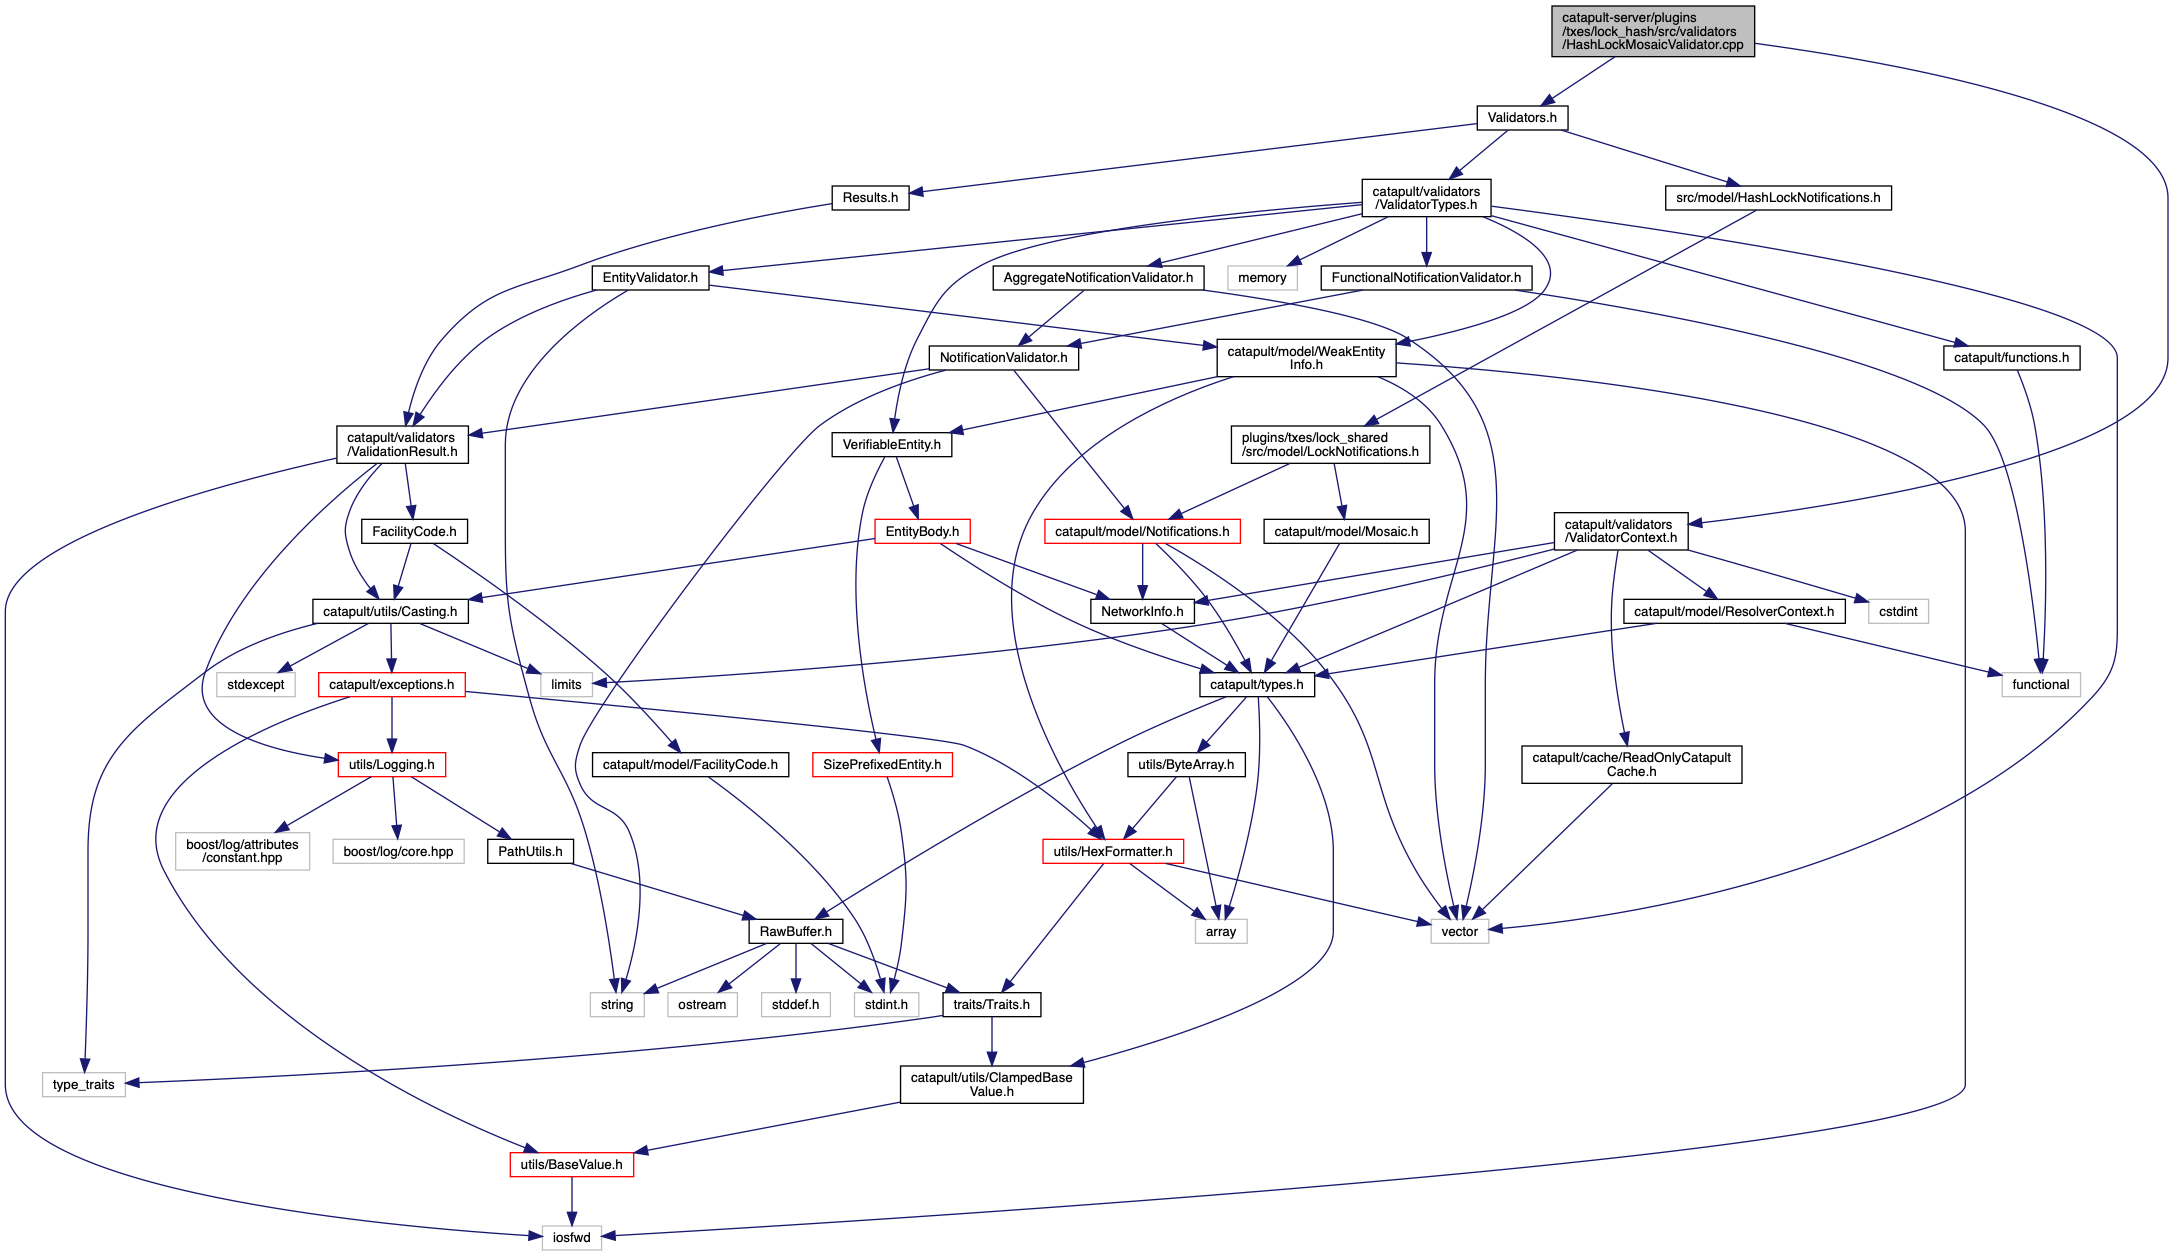 catapult-server/plugins
/txes/lock_hash/src/validators
/HashLockMosaicValidator.cpp
Validators.h
Results.h
catapult/validators
/ValidatorTypes.h
src/model/HashLockNotifications.h
EntityValidator.h
AggregateNotificationValidator.h
memory
FunctionalNotificationValidator.h
NotificationValidator.h
catapult/model/WeakEntity
Info.h
catapult/functions.h
catapult/validators
/ValidationResult.h
VerifiableEntity.h
plugins/txes/lock_shared
/src/model/LockNotifications.h
FacilityCode.h
EntityBody.h
catapult/model/Notifications.h
catapult/model/Mosaic.h
catapult/validators
/ValidatorContext.h
catapult/utils/Casting.h
NetworkInfo.h
catapult/model/ResolverContext.h
cstdint
stdexcept
catapult/exceptions.h
limits
catapult/types.h
functional
utils/Logging.h
catapult/model/FacilityCode.h
SizePrefixedEntity.h
utils/ByteArray.h
catapult/cache/ReadOnlyCatapult
Cache.h
boost/log/attributes
/constant.hpp
boost/log/core.hpp
PathUtils.h
utils/HexFormatter.h
RawBuffer.h
array
vector
string
ostream
stddef.h
stdint.h
traits/Traits.h
type_traits
catapult/utils/ClampedBase
Value.h
utils/BaseValue.h
iosfwd